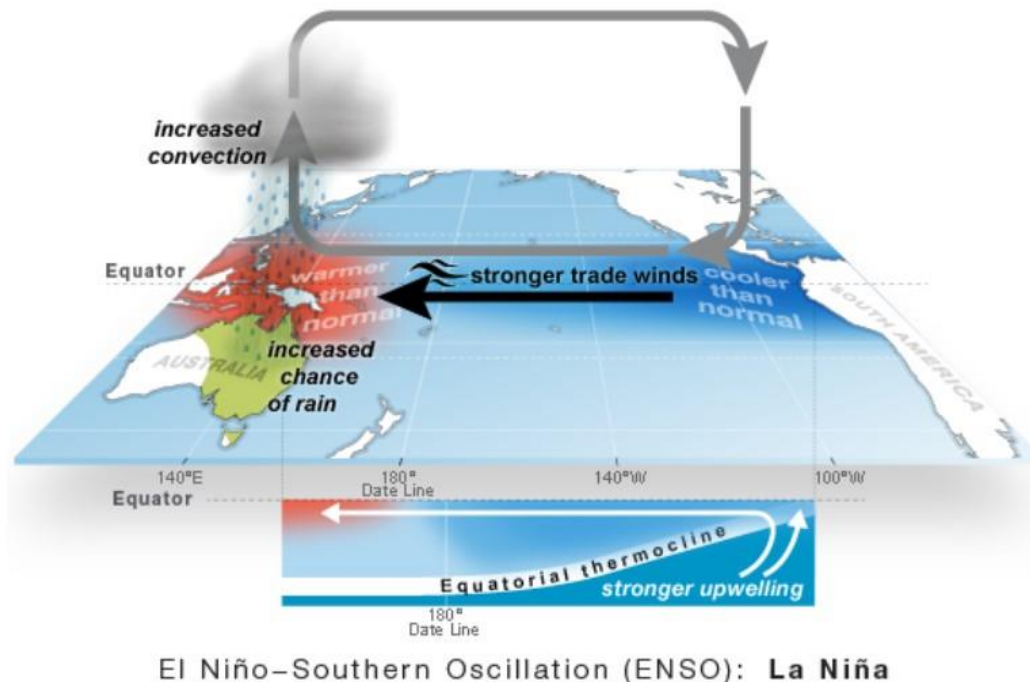 increased
convection
Equator
warmer
than
normal
stronger trade winds
cooler
than
normal
AUSTRALIA
increased
chance
of rain
SOUTH AMERICA
140°E
180°
Date Line
140°W
100°W
Equator
Equatorial thermocline
stronger upwelling
180°
Date Line
El Niño–Southern Oscillation (ENSO): La Niña